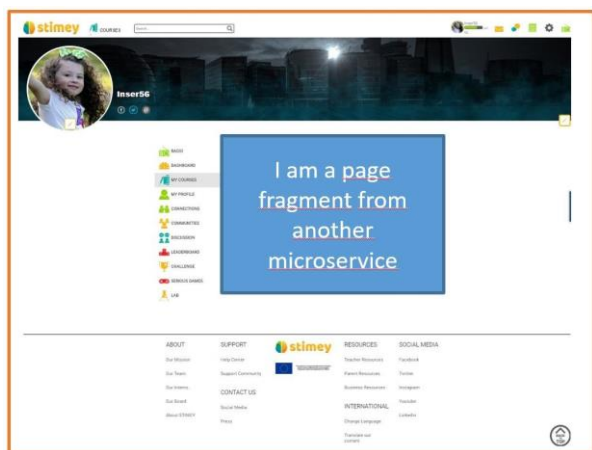 stimey COURSES
Inser56
RADIO
DASHBOARD
MY COURSES
MY PROFILE
CONNECTIONS
COMMUNITIES
DISCUSSION
LEADERBOARD
CHALLENGE
SERIOUS GAMES
LAB
I am a page
fragment from
another
microservice
ABOUT
Our Mission
Our Team
Our Intents
Our Board
About STIMEY
SUPPORT
Help Center
Support Community
CONTACT US
Social Media
Press
stimey
RESOURCES
Teacher Resources
Parent Resources
Business Resources
INTERNATIONAL
Change Language
Translate our
content
SOCIAL MEDIA
Facebook
Twitter
Instagram
Youtube
Linkedin